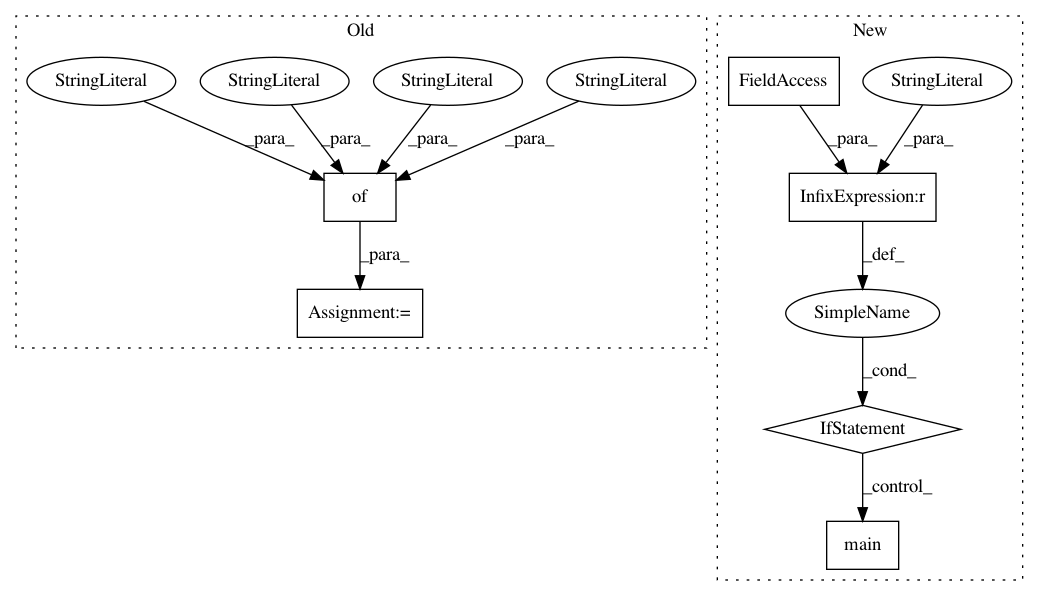 Old
New
StringLiteral
StringLiteral
StringLiteral
StringLiteral
FieldAccess
StringLiteral
_para_
_para_
_para_
_para_
_para_
_para_
of
InfixExpression:r
_para_
_def_
Assignment:=
SimpleName
_cond_
IfStatement
_control_
main